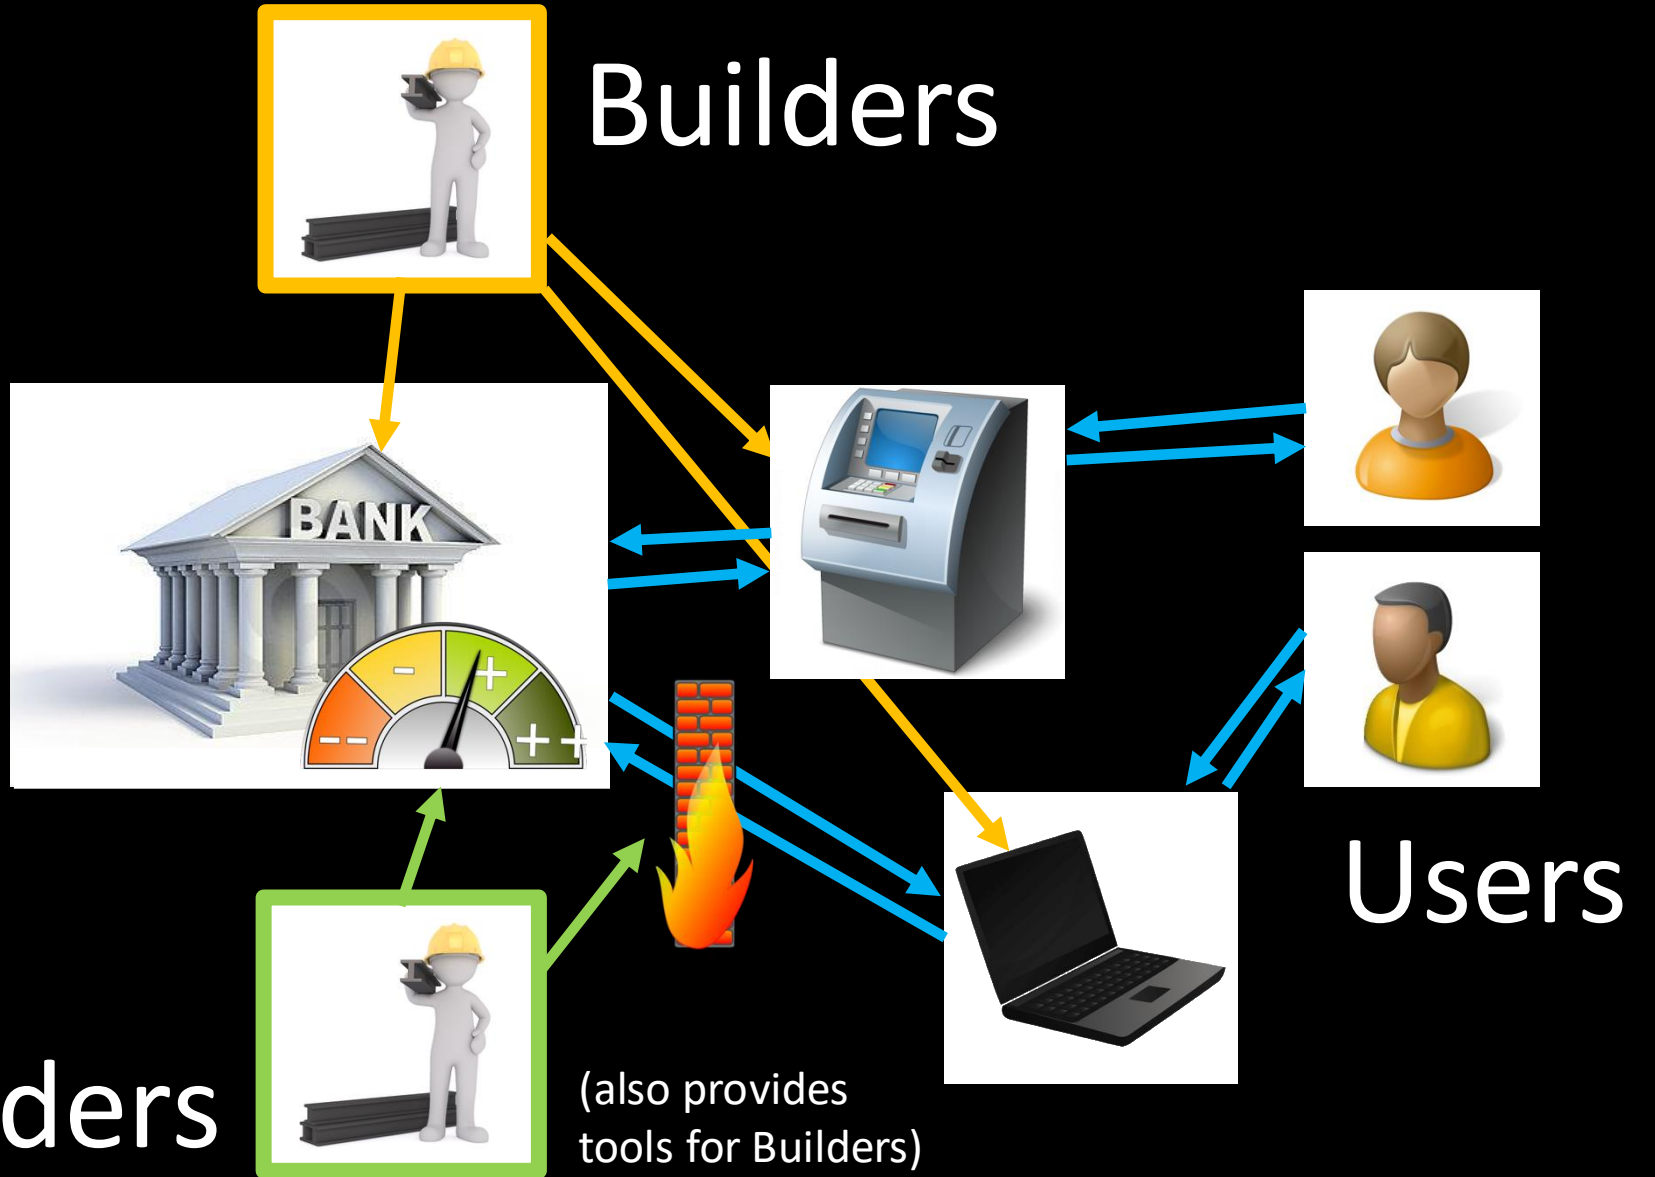 Builders
BANK
Users
ders
(also provides
tools for Builders)